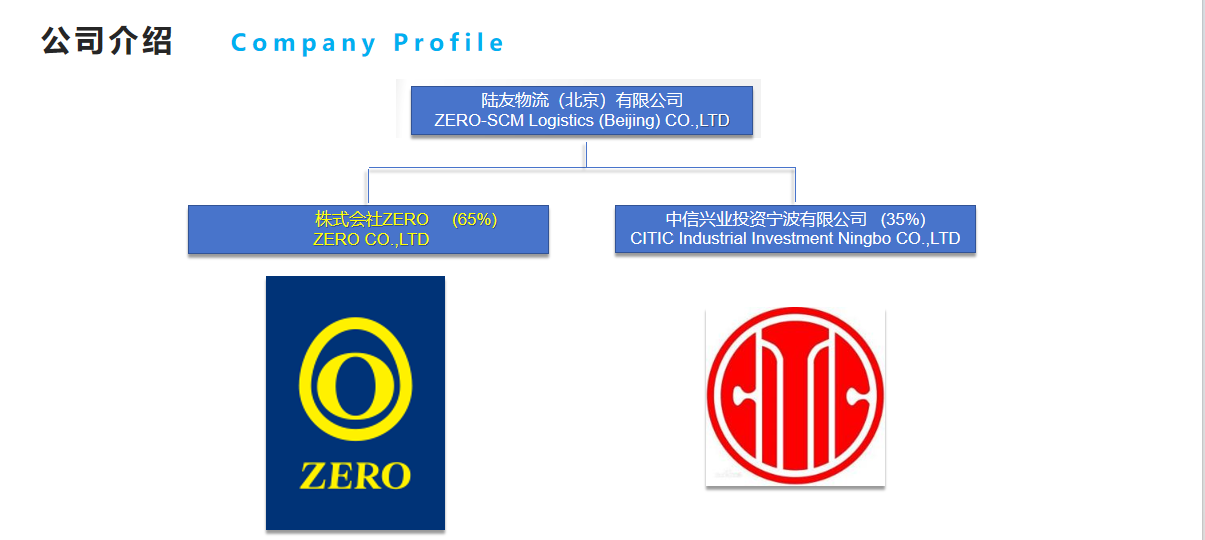 公司介绍 Company Profile
陆友物流（北京）有限公司
ZERO-SCM Logistics (Beijing) CO.,LTD
株式会社ZERO (65%)
ZERO CO.,LTD
中信兴业投资宁波有限公司 (35%)
CITIC Industrial Investment Ningbo CO.,LTD
ZERO